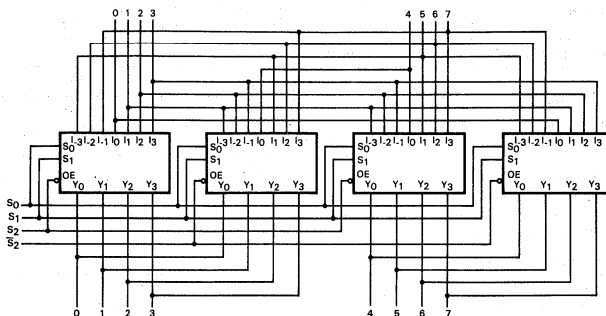 0 1 2 3 4 5 6 7
I-3 I-2 I-1 I0 I1 I2 I3 I-3 I-2 I-1 I0 I1 I2 I3 I-3 I-2 I-1 I0 I1 I2 I3 I-3 I-2 I-1 I0 I1 I2 I3
S0 S0 S0 S0
S1 S1 S1 S1
OE OE OE OE
Y0 Y1 Y2 Y3 Y0 Y1 Y2 Y3 Y0 Y1 Y2 Y3 Y0 Y1 Y2 Y3
S0
S1
S2
S̅2
0 1 2 3 4 5 6 7